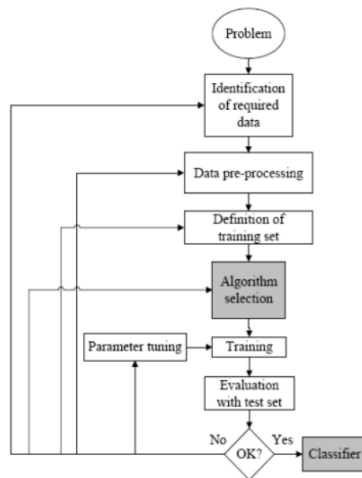 Problem
Identification
of required
data
Data pre-processing
Definition of
training set
Algorithm
selection
Parameter tuning
Training
Evaluation
with test set
No
OK?
Yes
Classifier